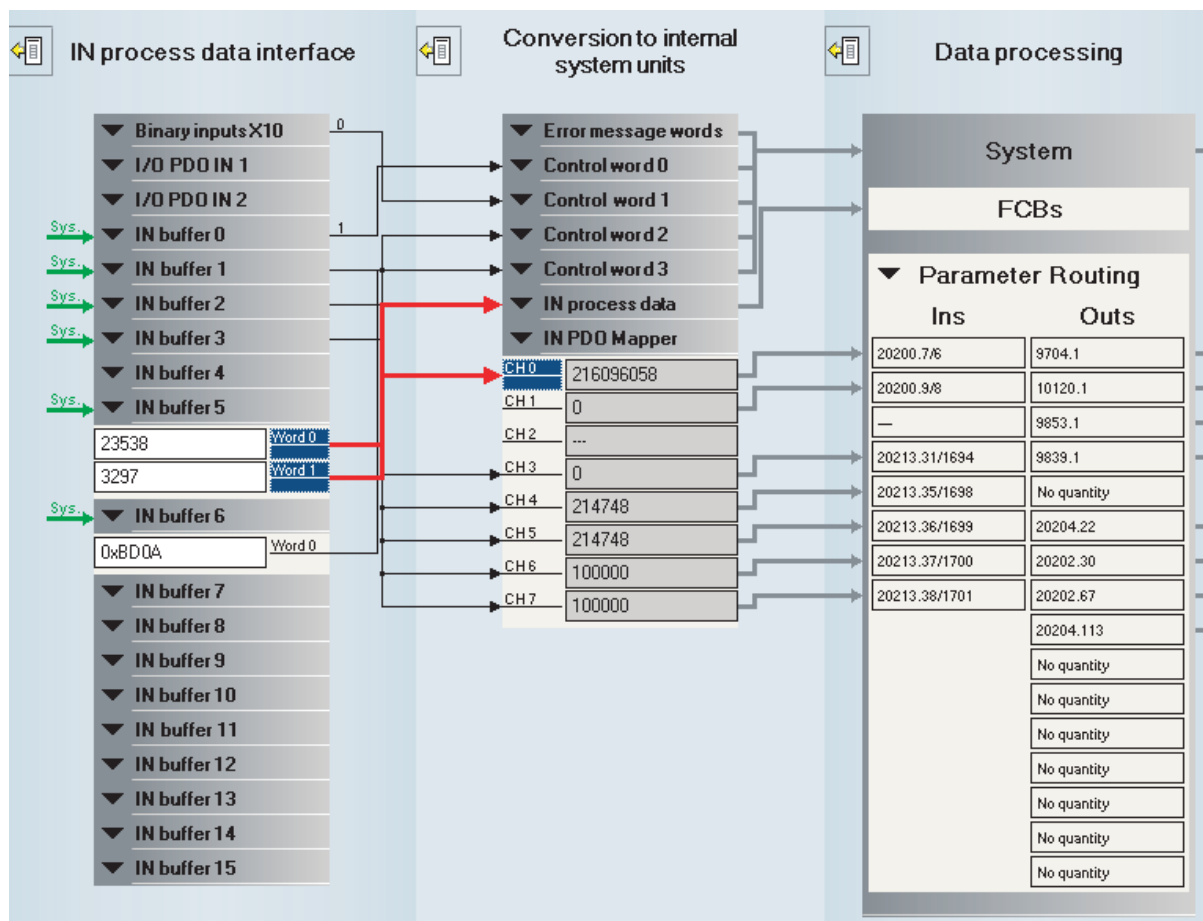 IN process data interface
Conversion to internal
system units
Data processing
Binary inputs X10
0
I/O PDO IN 1
I/O PDO IN 2
Sys.
IN buffer 0
1
Sys.
IN buffer 1
Sys.
IN buffer 2
Sys.
IN buffer 3
IN buffer 4
Sys.
IN buffer 5
23538
Word 0
3297
Word 1
Sys.
IN buffer 6
0xBD0A
Word 0
IN buffer 7
IN buffer 8
IN buffer 9
IN buffer 10
IN buffer 11
IN buffer 12
IN buffer 13
IN buffer 14
IN buffer 15
Error message words
Control word 0
Control word 1
Control word 2
Control word 3
IN process data
IN PDO Mapper
CH 0
216096058
CH 1
0
CH 2
---
CH 3
0
CH 4
214748
CH 5
214748
CH 6
100000
CH 7
100000
System
FCBs
Parameter Routing
Ins Outs
20200.7/6 9704.1
20200.9/8 10120.1
— 9853.1
20213.31/1694 9839.1
20213.35/1698 No quantity
20213.36/1699 20204.22
20213.37/1700 20202.30
20213.38/1701 20202.67
20204.113
No quantity
No quantity
No quantity
No quantity
No quantity
No quantity
No quantity